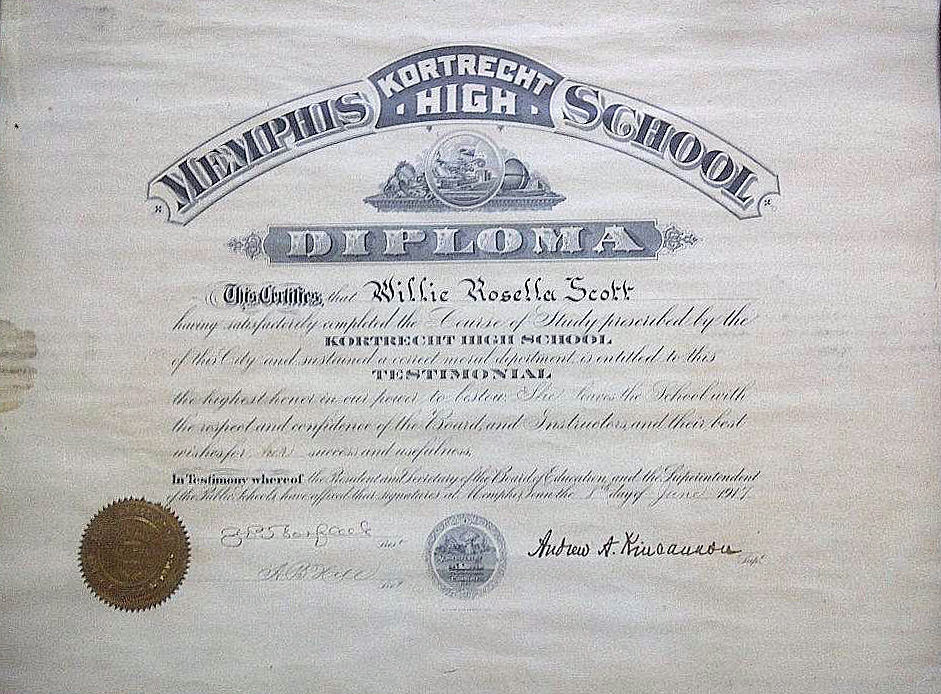 MEMPHIS KORTRECHT HIGH SCHOOL
DIPLOMA
This Certifies, that Willie Rosella Scott
having satisfactorily completed the Course of Study prescribed by the
KORTRECHT HIGH SCHOOL
of this City and sustained a correct moral deportment is entitled to this
TESTIMONIAL
the highest honor in our power to bestow. She leaves the School with
the respect and confidence of the Board and Instructors, and their best
wishes for her success and usefulness.
In Testimony whereof the President and Secretary of the Board of Education, and the Superintendent
of the Public Schools have affixed their signatures at Memphis, Tenn. the day of June 1917
Pres't
Andrew A. Kincannon Sup't
Sec'y